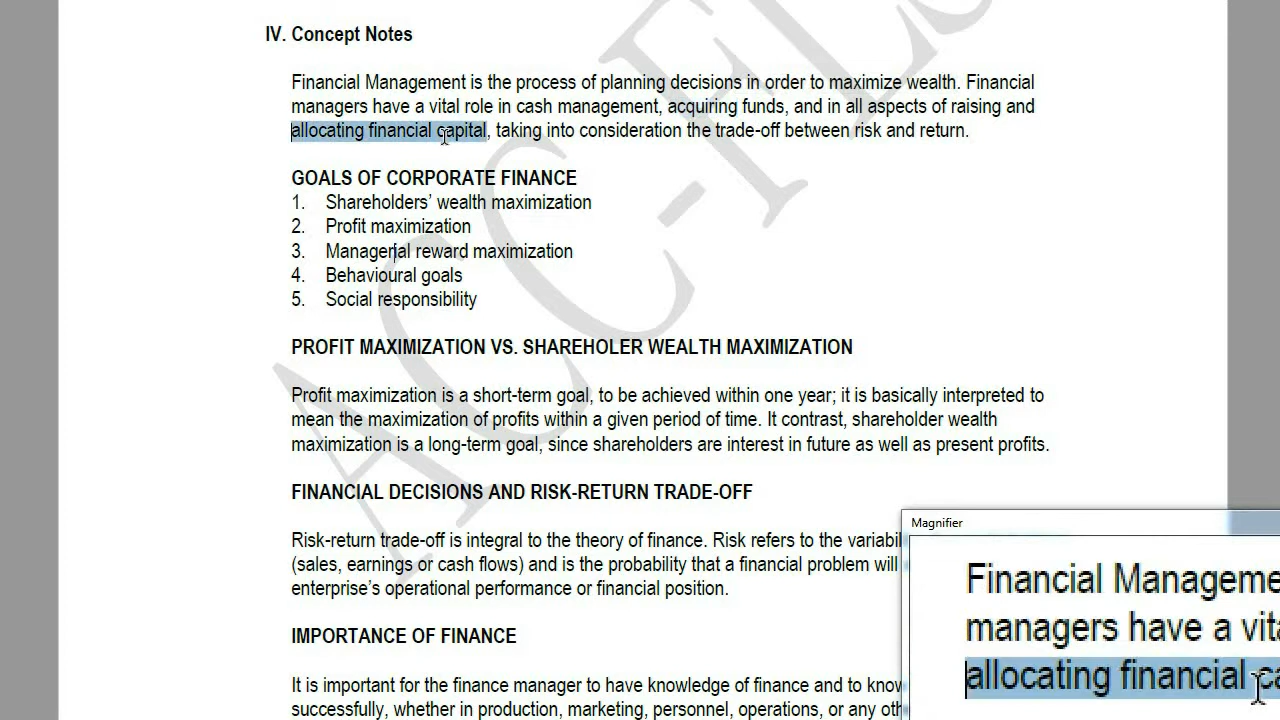 IV. Concept Notes
Financial Management is the process of planning decisions in order to maximize wealth. Financial
managers have a vital role in cash management, acquiring funds, and in all aspects of raising and
allocating financial capital, taking into consideration the trade-off between risk and return.
GOALS OF CORPORATE FINANCE
1. Shareholders' wealth maximization
2. Profit maximization
3. Managerial reward maximization
4. Behavioural goals
5. Social responsibility
PROFIT MAXIMIZATION VS. SHAREHOLER WEALTH MAXIMIZATION
Profit maximization is a short-term goal, to be achieved within one year; it is basically interpreted to
mean the maximization of profits within a given period of time. It contrast, shareholder wealth
maximization is a long-term goal, since shareholders are interest in future as well as present profits.
FINANCIAL DECISIONS AND RISK-RETURN TRADE-OFF
Risk-return trade-off is integral to the theory of finance. Risk refers to the variabil
(sales, earnings or cash flows) and is the probability that a financial problem will
enterprise's operational performance or financial position.
IMPORTANCE OF FINANCE
It is important for the finance manager to have knowledge of finance and to know
successfully, whether in production, marketing, personnel, operations, or any oth
Magnifier
Financial Manageme
managers have a vita
allocating financial ca